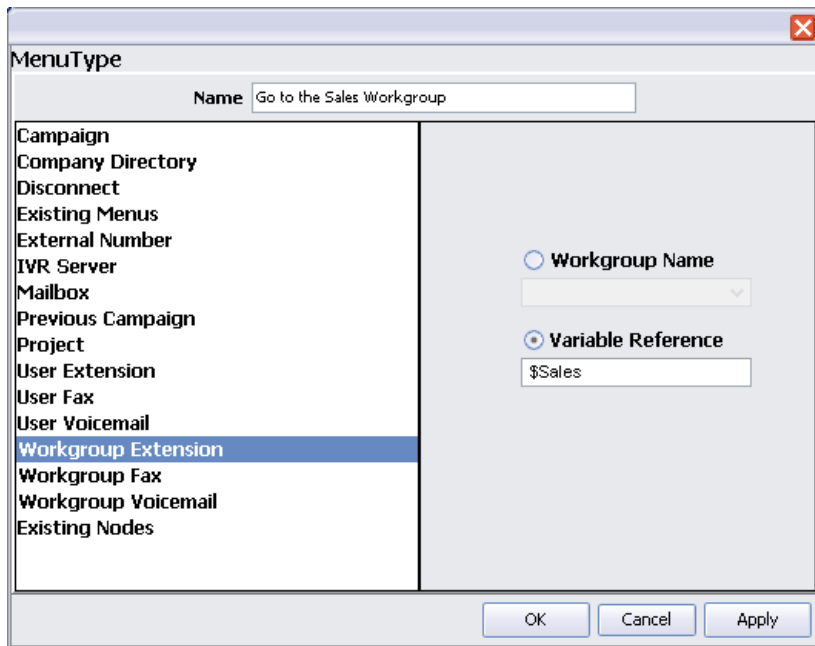 MenuType
Name Go to the Sales Workgroup
Campaign
Company Directory
Disconnect
Existing Menus
External Number
IVR Server
Mailbox
Previous Campaign
Project
User Extension
User Fax
User Voicemail
Workgroup Extension
Workgroup Fax
Workgroup Voicemail
Existing Nodes
Workgroup Name
Variable Reference
$Sales
OK Cancel Apply